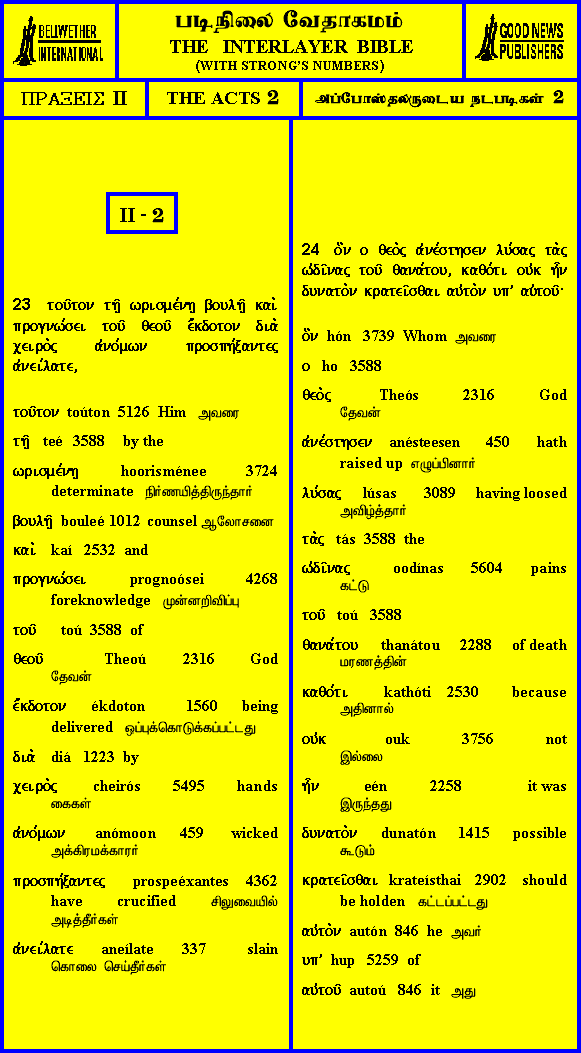 BELLWETHER
INTERNATIONAL
படிநிலை வேதாகமம்
THE INTERLAYER BIBLE
(WITH STRONG'S NUMBERS)
GOOD NEWS
PUBLISHERS
ΠΡΑΞΕΙΣ II
THE ACTS 2
அப்போஸ்தலருடைய நடபடிகள் 2
II - 2
23 τοῦτον τῇ ωρισμένῃ βουλῇ καὶ
προγνώσει τοῦ θεοῦ ἔκδοτον διὰ
χειρὸς ἀνόμων προσπήξαντες
ἀνείλατε,
τοῦτον toúton 5126 Him அவரை
τῇ teé 3588 by the
ωρισμένῃ hoorisménee 3724
determinate நிர்ணயித்திருந்தார்
βουλῇ bouleé 1012 counsel ஆலோசனை
καὶ kaí 2532 and
προγνώσει prognoósei 4268
foreknowledge முன்னறிவிப்பு
τοῦ toú 3588 of
θεοῦ Theoú 2316 God
தேவன்
ἔκδοτον ékdoton 1560 being
delivered ஒப்புக்கொடுக்கப்பட்டது
διὰ diá 1223 by
χειρὸς cheirós 5495 hands
கைகள்
ἀνόμων anómoon 459 wicked
அக்கிரமக்காரர்
προσπήξαντες prospeéxantes 4362
have crucified சிலுவையில்
அடித்தீர்கள்
ἀνείλατε aneílate 337 slain
கொலை செய்தீர்கள்
24 ὃν ο θεὸς ἀνέστησεν λύσας τὰς
ὠδῖνας τοῦ θανάτου, καθότι οὐκ ἦν
δυνατὸν κρατεῖσθαι αὐτὸν υπ' αὐτοῦ·
ὃν hón 3739 Whom அவரை
ο ho 3588
θεὸς Theós 2316 God
தேவன்
ἀνέστησεν anésteesen 450 hath
raised up எழுப்பினார்
λύσας lúsas 3089 having loosed
அவிழ்த்தார்
τὰς tás 3588 the
ὠδῖνας oodínas 5604 pains
கட்டு
τοῦ toú 3588
θανάτου thanátou 2288 of death
மரணத்தின்
καθότι kathóti 2530 because
அதினால்
οὐκ ouk 3756 not
இல்லை
ἦν eén 2258 it was
இருந்தது
δυνατὸν dunatón 1415 possible
கூடும்
κρατεῖσθαι krateísthai 2902 should
be holden கட்டப்பட்டது
αὐτὸν autón 846 he அவர்
υπ' hup 5259 of
αὐτοῦ autoú 846 it அது